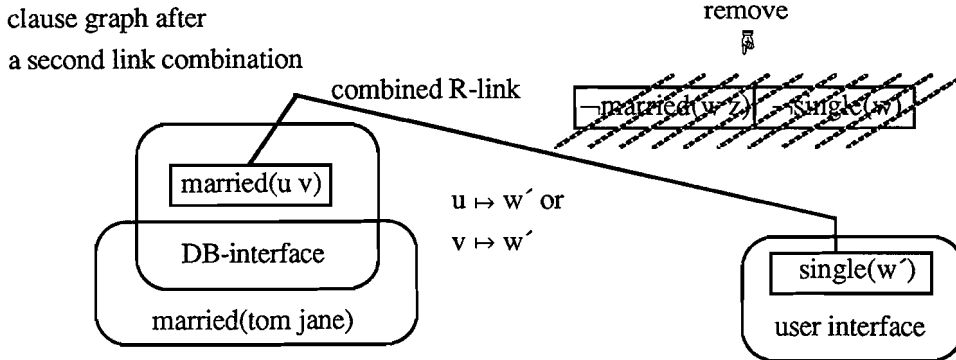 clause graph after
a second link combination
remove
combined R-link
¬married(w z) ¬single(w)
married(u v)
u ↦ w´ or
v ↦ w´
DB-interface
single(w´)
married(tom jane)
user interface